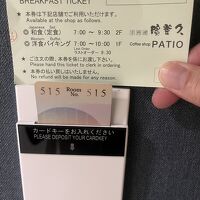 BREAKFAST TICKET
★本券は下記店舗でご利用いただけます。
Available at the shop as follows.
Japanese Set
◎和食(定食) 7:00 ～ 9:30 2F
Western Buffet
◎洋食バイキング 7:00 ～ 10:00 1F
Coffee shop PATIO
ラストオーダー 9:30
★ご注文の際、本券を係にお渡し下さい。
Please hand this ticket to clerk in ordering.
★本券の払い戻しはいたしません。
No refund will be made for any reason.
515 Room No. 515
カードキーをお入れください
PLEASE DEPOSIT YOUR CARDKEY